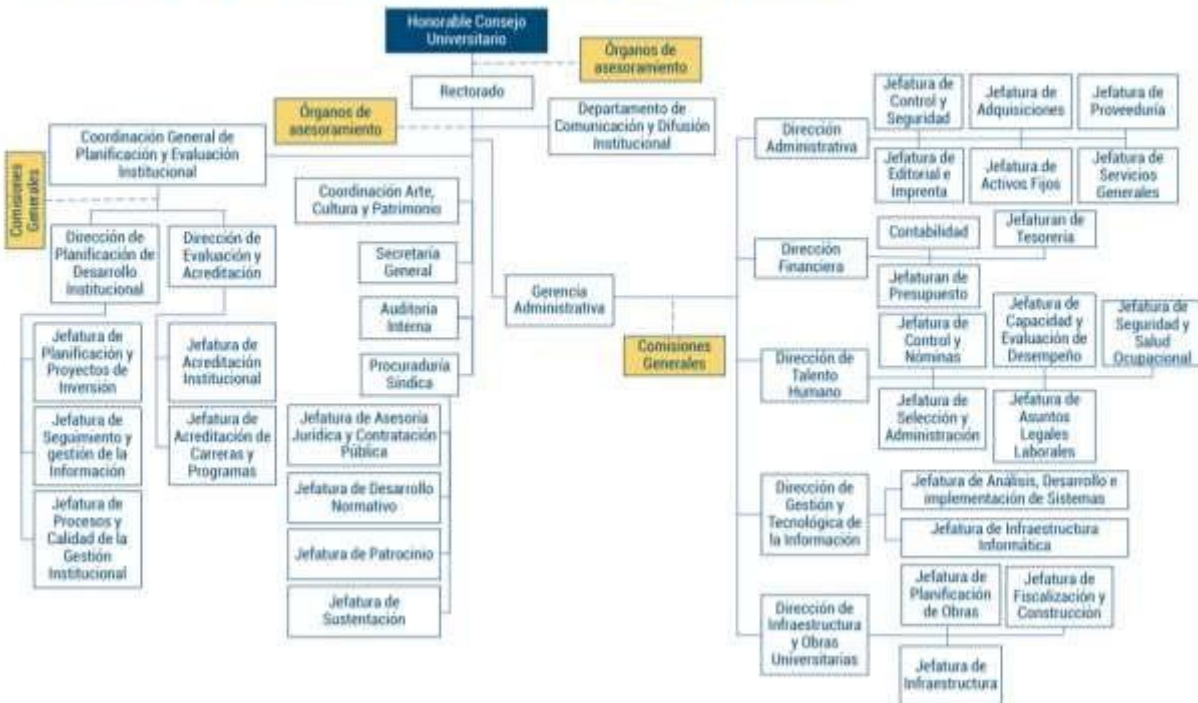 Honorable Consejo
Universitario
Órganos de
asesoramiento
Rectorado
Órganos de
asesoramiento
Departamento de
Comunicación y Difusión
Institucional
Coordinación General de
Planificación y Evaluación
Institucional
Comisiones
Generales
Dirección de
Planificación de
Desarrollo
Institucional
Dirección de
Evaluación y
Acreditación
Jefatura de
Planificación y
Proyectos de
Inversión
Jefatura de
Acreditación
Institucional
Jefatura de
Seguimiento y
gestión de la
Información
Jefatura de
Acreditación de
Carreras y
Programas
Jefatura de
Procesos y
Calidad de la
Gestión
Institucional
Coordinación Arte,
Cultura y Patrimonio
Secretaría
General
Auditoría
Interna
Procuraduría
Síndica
Jefatura de Asesoría
Jurídica y Contratación
Pública
Jefatura de Desarrollo
Normativo
Jefatura de Patrocinio
Jefatura de
Sustentación
Gerencia
Administrativa
Comisiones
Generales
Dirección
Administrativa
Jefatura de
Control y
Seguridad
Jefatura de
Adquisiciones
Jefatura de
Proveeduría
Jefatura de
Editorial e
Imprenta
Jefatura de
Activos Fijos
Jefatura de
Servicios
Generales
Dirección
Financiera
Contabilidad
Jefaturan de
Tesorería
Jefaturan de
Presupuesto
Dirección de
Talento
Humano
Jefatura de
Control y
Nóminas
Jefatura de
Capacidad y
Evaluación de
Desempeño
Jefatura de
Seguridad y
Salud
Ocupacional
Jefatura de
Selección y
Administración
Jefatura de
Asuntos
Legales
Laborales
Dirección de
Gestión y
Tecnológica de
la Información
Jefatura de Análisis, Desarrollo e
implementación de Sistemas
Jefatura de Infraestructura
Informática
Dirección de
Infraestructura
y Obras
Universitarias
Jefatura de
Planificación
de Obras
Jefatura de
Fiscalización y
Construcción
Jefatura de
Infraestructura